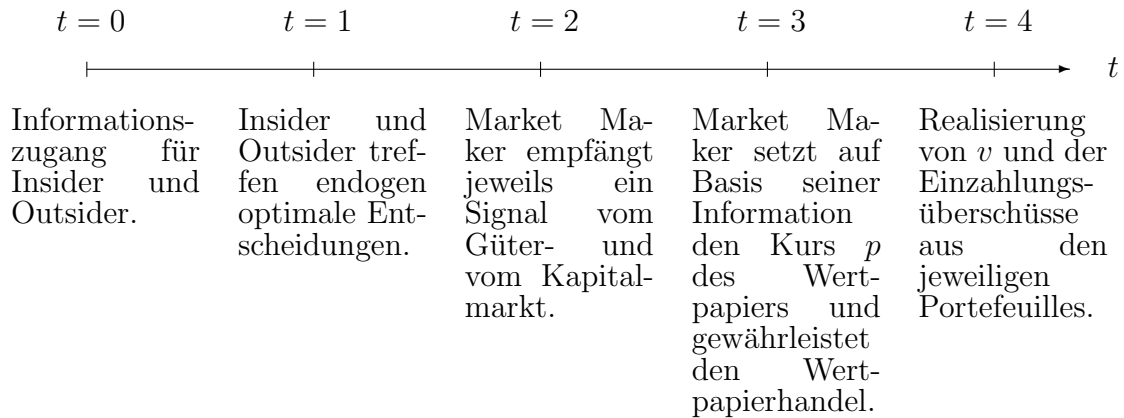 t = 0 t = 1 t = 2 t = 3 t = 4
t
Informations-
zugang für
Insider und
Outsider.
Insider und
Outsider tref-
fen endogen
optimale Ent-
scheidungen.
Market Ma-
ker empfängt
jeweils ein
Signal vom
Güter- und
vom Kapital-
markt.
Market Ma-
ker setzt auf
Basis seiner
Information
den Kurs p
des Wert-
papiers und
gewährleistet
den Wert-
papierhandel.
Realisierung
von v und der
Einzahlungs-
überschüsse
aus den
jeweiligen
Portefeuilles.